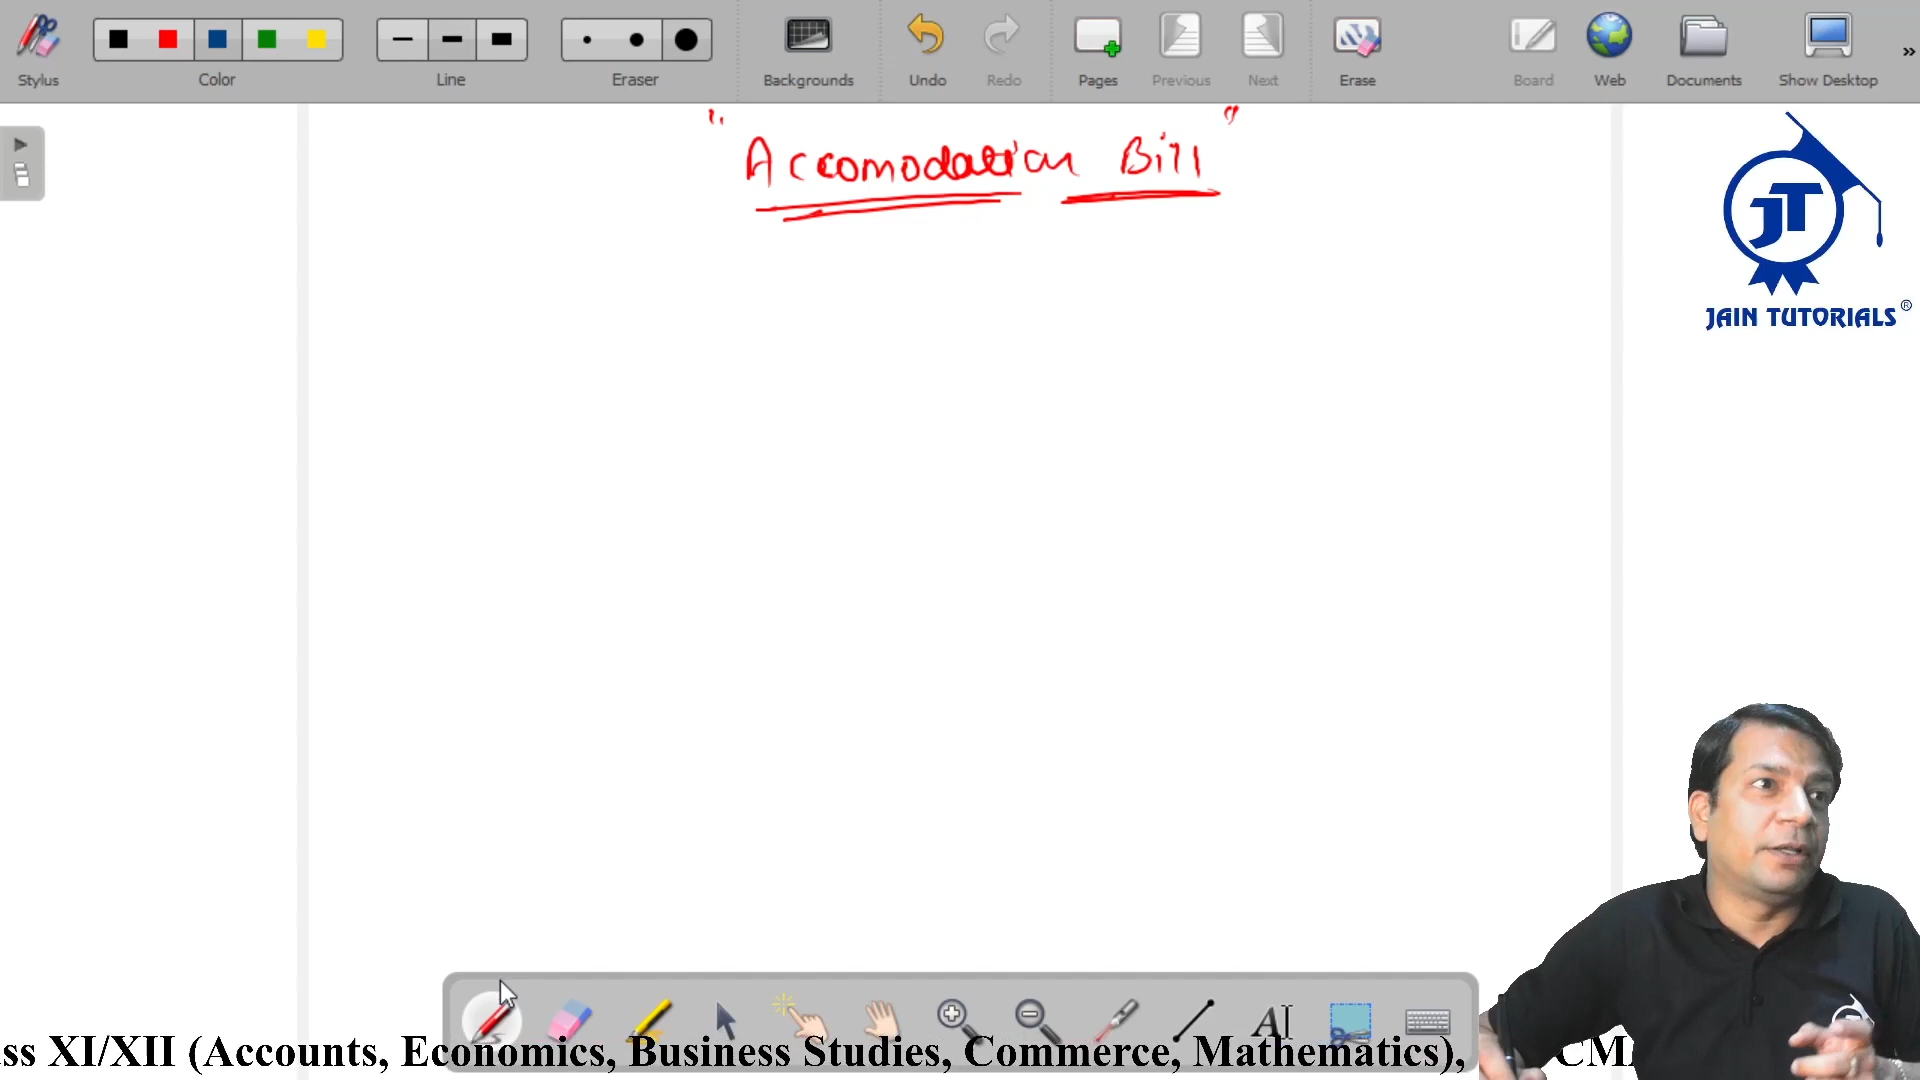 Stylus
Color
Line
Eraser
Backgrounds
Undo
Redo
Pages
Previous
Next
Erase
Board
Web
Documents
Show Desktop
»
"Accomodation Bill"
JT
JAIN TUTORIALS®
ss XI/XII (Accounts, Economics, Business Studies, Commerce, Mathematics),